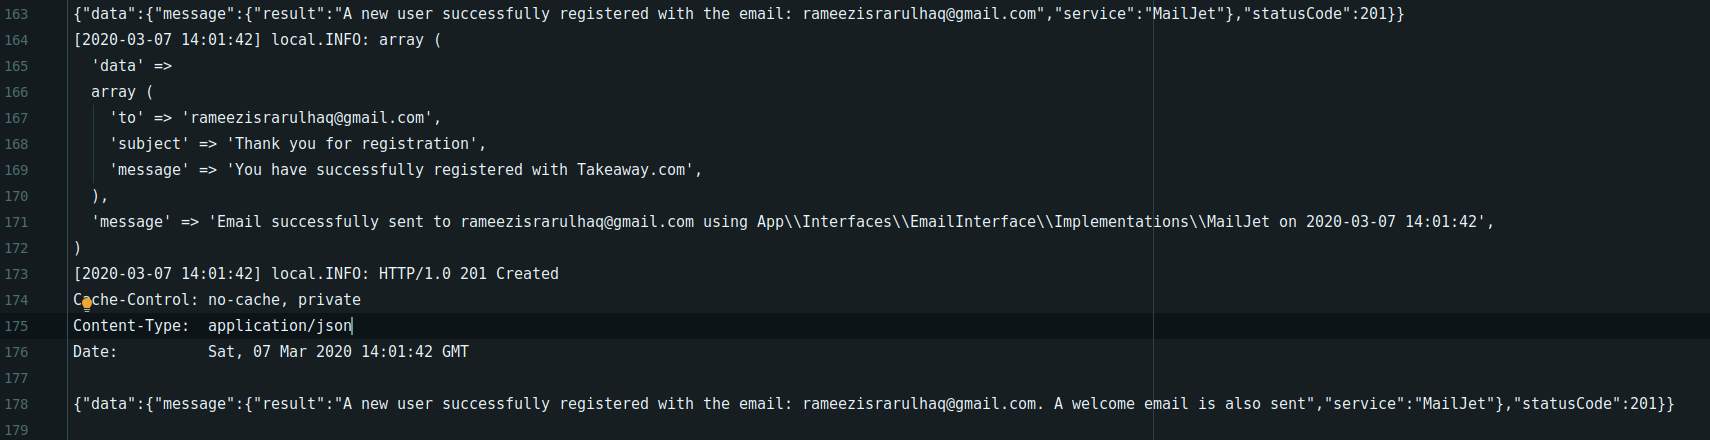 163 {"data":{"message":{"result":"A new user successfully registered with the email: rameezisrarulhaq@gmail.com","service":"MailJet"},"statusCode":201}}
164 [2020-03-07 14:01:42] local.INFO: array (
165   'data' =>
166   array (
167     'to' => 'rameezisrarulhaq@gmail.com',
168     'subject' => 'Thank you for registration',
169     'message' => 'You have successfully registered with Takeaway.com',
170   ),
171   'message' => 'Email successfully sent to rameezisrarulhaq@gmail.com using App\\Interfaces\\EmailInterface\\Implementations\\MailJet on 2020-03-07 14:01:42',
172 )
173 [2020-03-07 14:01:42] local.INFO: HTTP/1.0 201 Created
174 Cache-Control: no-cache, private
175 Content-Type:  application/json
176 Date:          Sat, 07 Mar 2020 14:01:42 GMT
177
178 {"data":{"message":{"result":"A new user successfully registered with the email: rameezisrarulhaq@gmail.com. A welcome email is also sent","service":"MailJet"},"statusCode":201}}
179